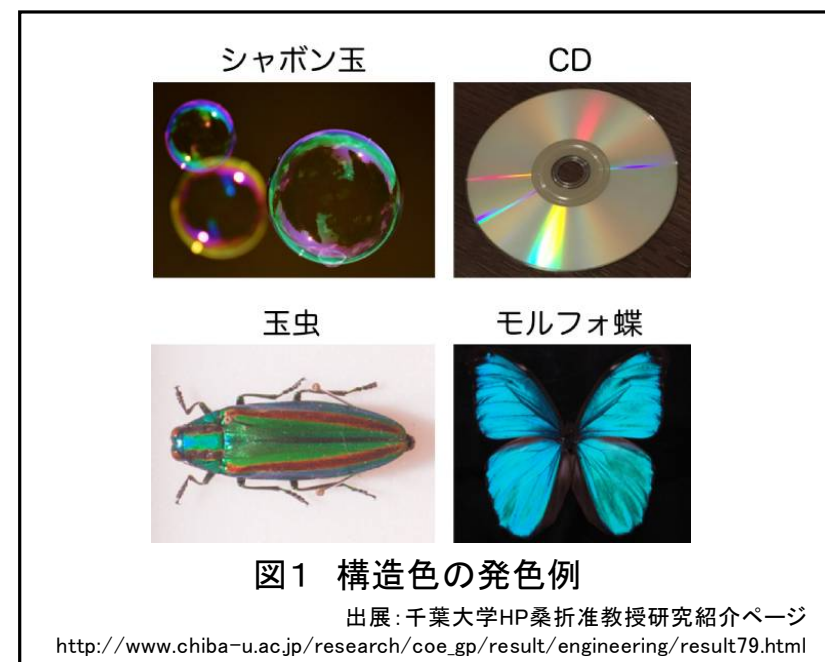 シャボン玉
CD
玉虫
モルフォ蝶
図1 構造色の発色例
出展:千葉大学HP桑折准教授研究紹介ページ
http://www.chiba-u.ac.jp/research/coe_gp/result/engineering/result79.html